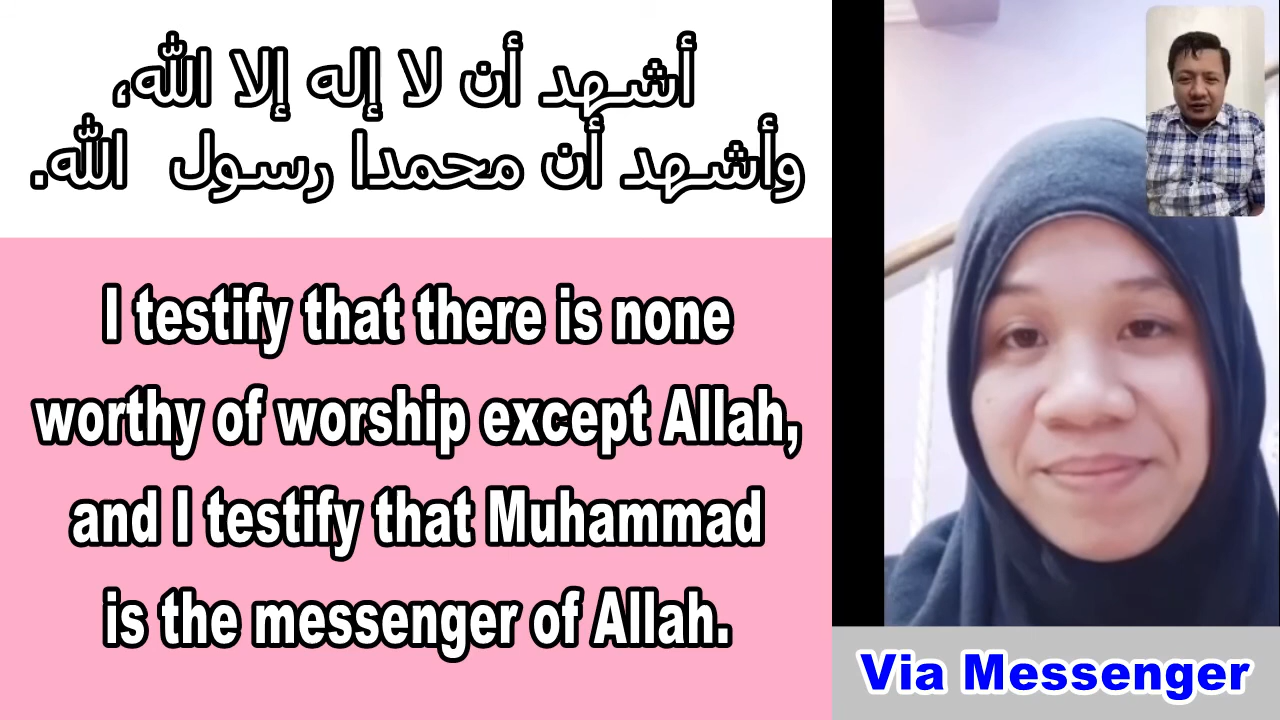 أشهد أن لا إله إلا الله،
وأشهد أن محمدا رسول الله.
I testify that there is none
worthy of worship except Allah,
and I testify that Muhammad
is the messenger of Allah.
Via Messenger